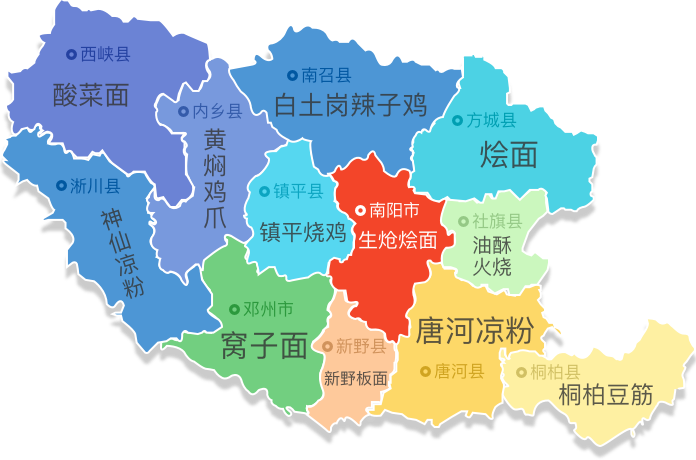 西峡县
酸菜面
内乡县
黄焖鸡爪
南召县
白土岗辣子鸡
方城县
烩面
淅川县
神仙凉粉
镇平县
镇平烧鸡
南阳市
生炝烩面
社旗县
油酥
火烧
邓州市
窝子面
新野县
新野板面
唐河凉粉
唐河县
桐柏县
桐柏豆筋